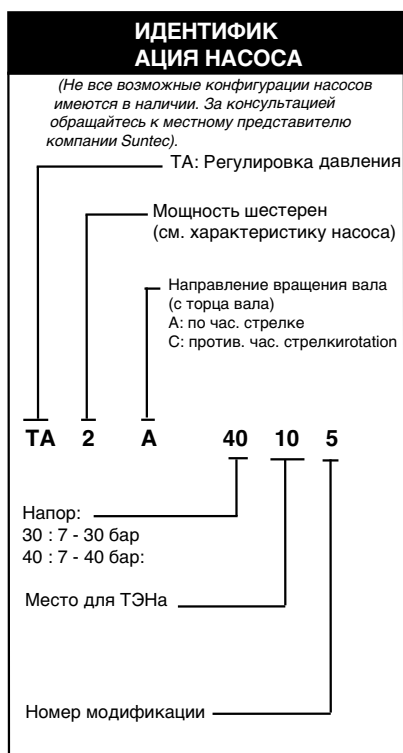 ИДЕНТИФИК
АЦИЯ НАСОСА
(Не все возможные конфигурации насосов
имеются в наличии. За консультацией
обращайтесь к местному представителю
компании Suntec).
TA: Регулировка давления
Мощность шестерен
(см. характеристику насоса)
Направление вращения вала
(с торца вала)
A: по час. стрелке
C: против. час. стрелкиrotation
TA 2 A 40 10 5
Напор:
30 : 7 - 30 бар
40 : 7 - 40 бар:
Место для ТЭНа
Номер модификации